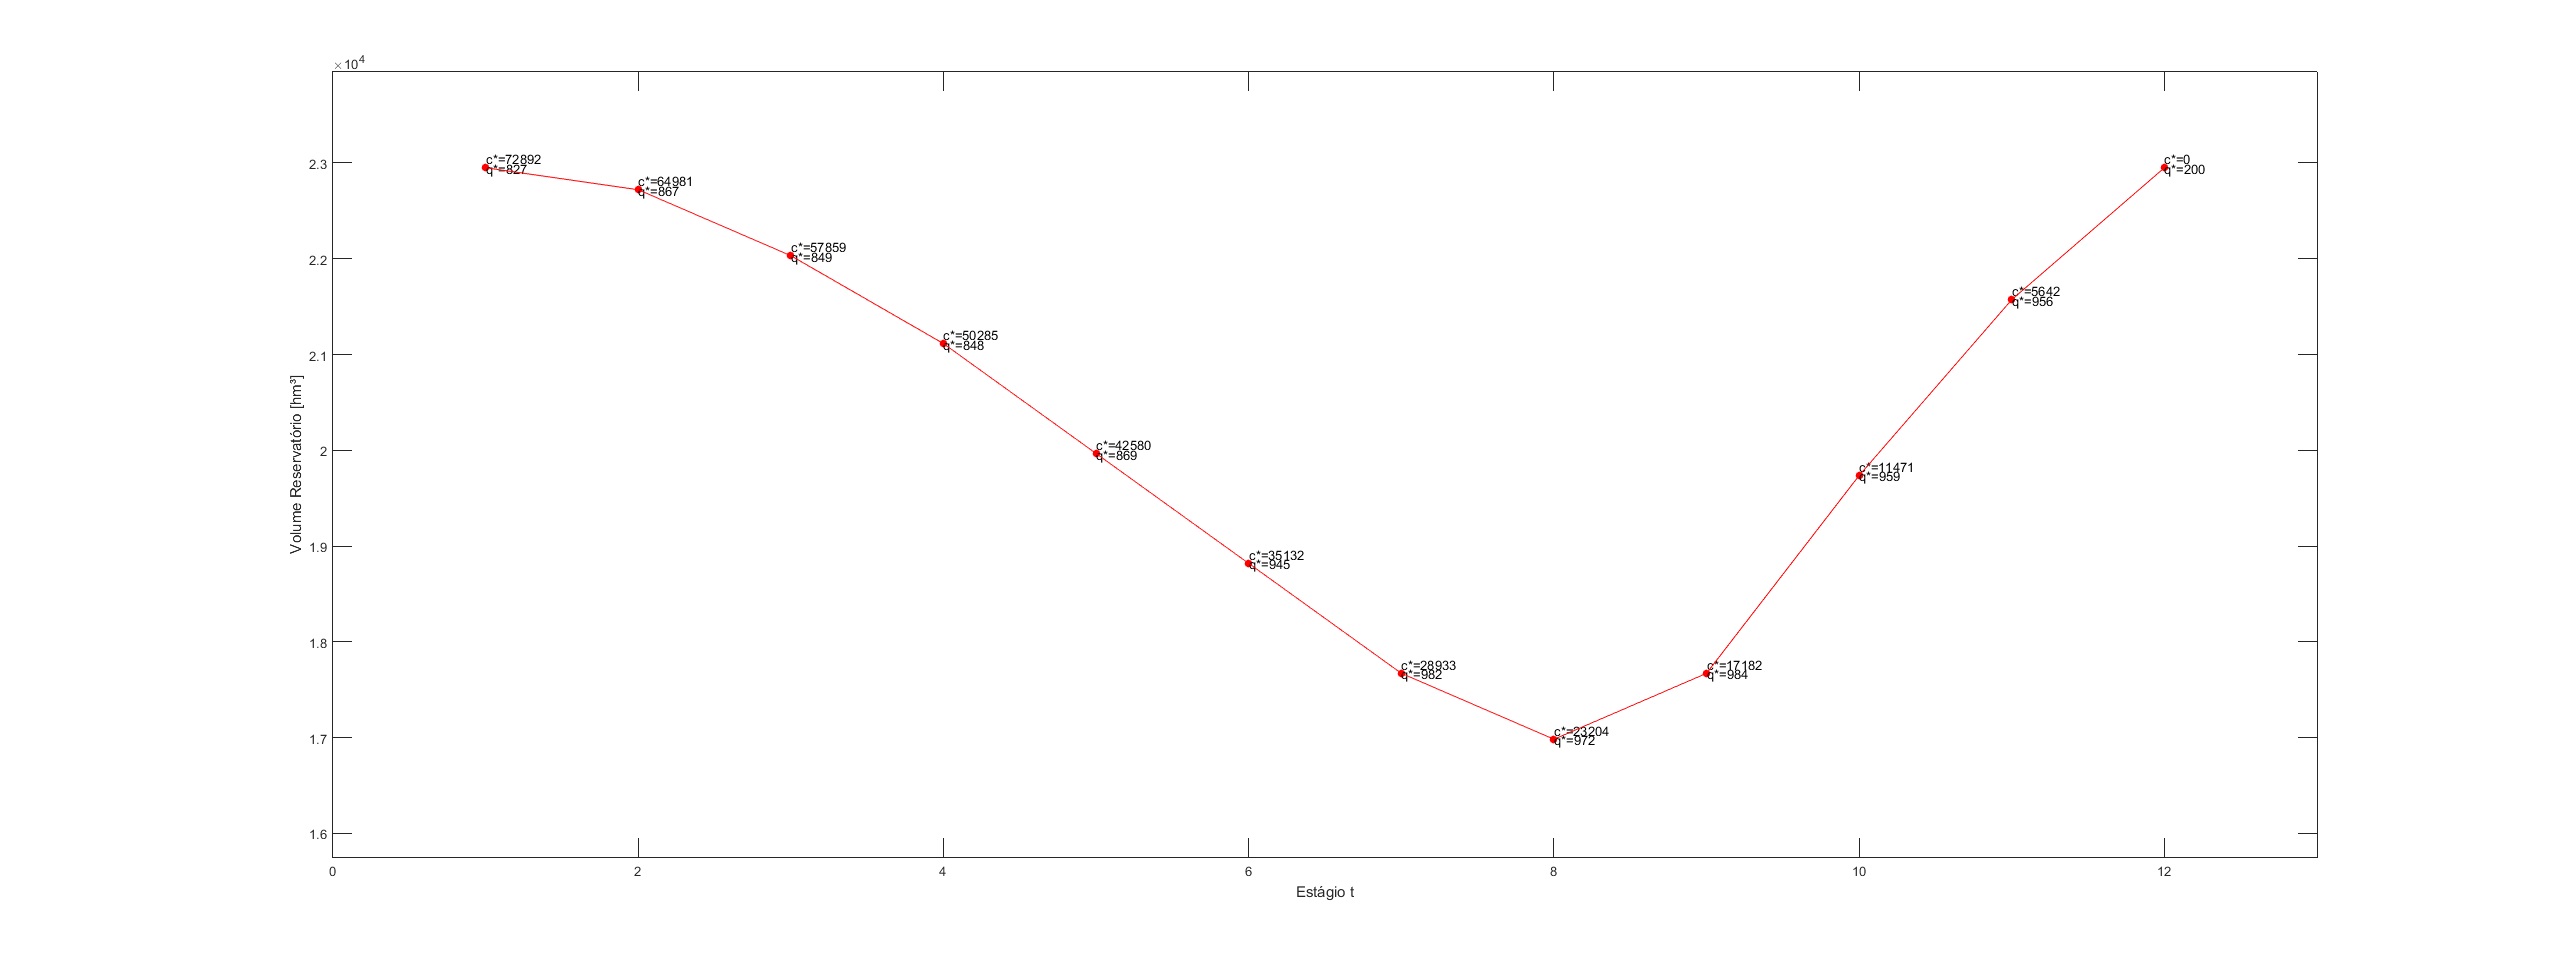 ×10⁴
2.3
2.2
2.1
2
1.9
1.8
1.7
1.6
Volume Reservatório [hm³]
c*=72892
q*=827
c*=64981
q*=867
c*=57859
q*=849
c*=50285
q*=848
c*=42580
q*=869
c*=35132
q*=945
c*=28933
q*=982
c*=23204
q*=972
c*=17182
q*=984
c*=11471
q*=959
c*=5642
q*=956
c*=0
q*=200
0 2 4 6 8 10 12
Estágio t